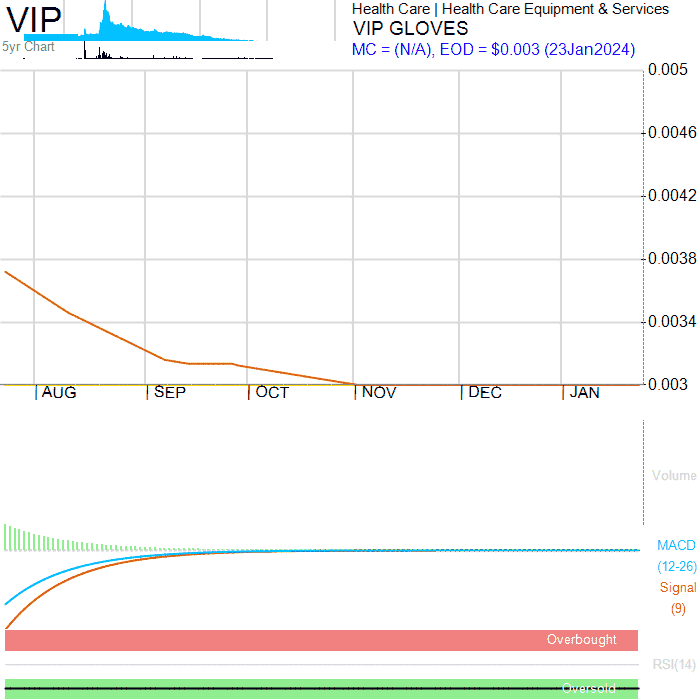 VIP
Health Care | Health Care Equipment & Services
VIP GLOVES
5yr Chart
MC = (N/A), EOD = $0.003 (23Jan2024)
0.005
0.0046
0.0042
0.0038
0.0034
0.003
AUG SEP OCT NOV DEC JAN
Volume
MACD
(12-26)
Signal
(9)
Overbought
RSI(14)
Oversold